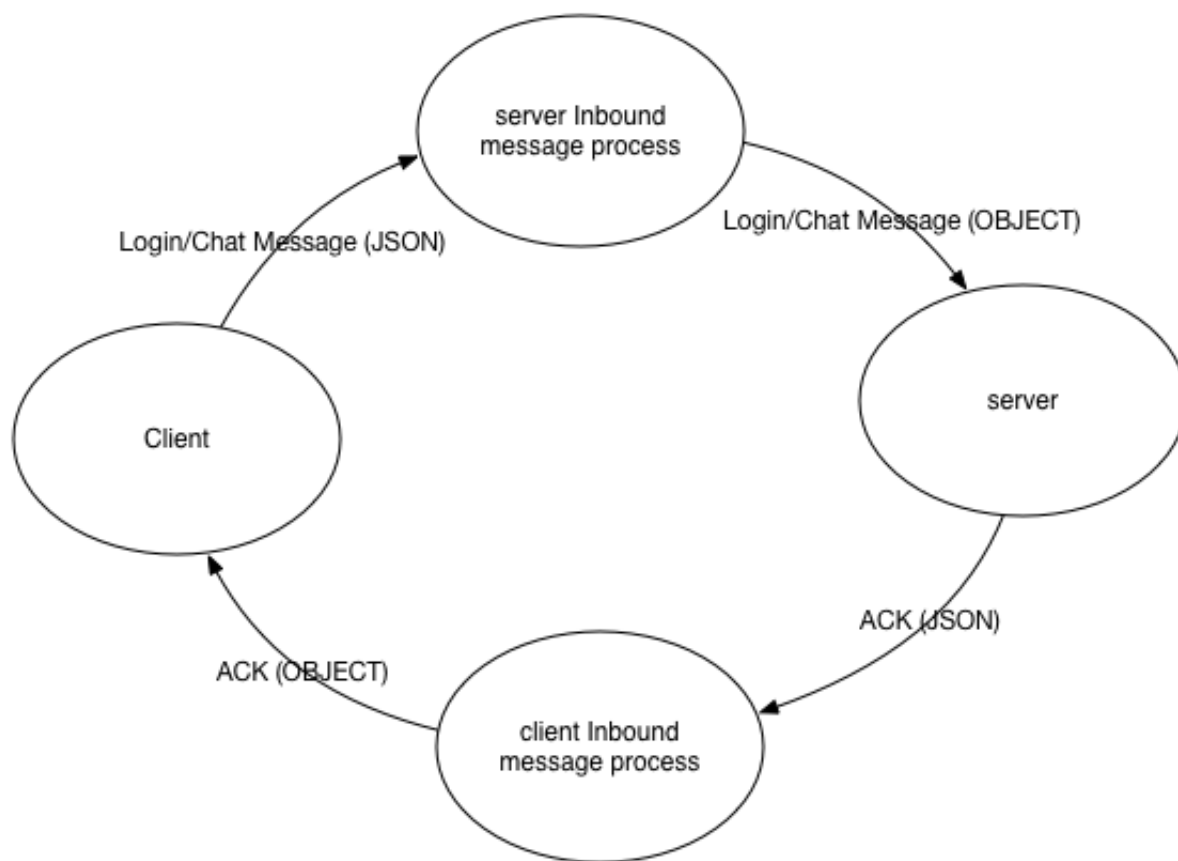 server Inbound
message process
Login/Chat Message (JSON)
Login/Chat Message (OBJECT)
Client
server
ACK (JSON)
ACK (OBJECT)
client Inbound
message process